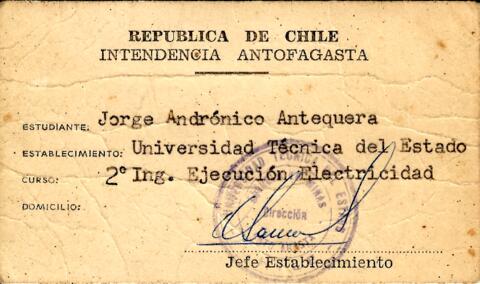 REPUBLICA DE CHILE
INTENDENCIA ANTOFAGASTA
ESTUDIANTE: Jorge Andrónico Antequera
ESTABLECIMIENTO: Universidad Técnica del Estado
CURSO: 2º Ing. Ejecución Electricidad
DOMICILIO:
Dirección
Jefe Establecimiento